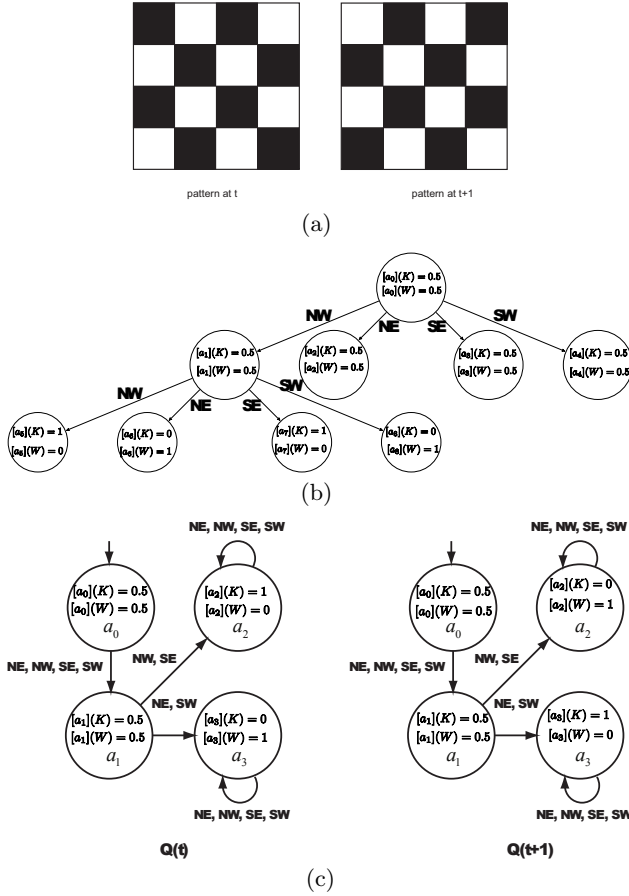 pattern at t
pattern at t+1
(a)
[a₀](K) = 0.5
[a₀](W) = 0.5
NW
NE
SE
SW
[a₁](K) = 0.5
[a₁](W) = 0.5
[a₂](K) = 0.5
[a₂](W) = 0.5
[a₃](K) = 0.5
[a₃](W) = 0.5
[a₄](K) = 0.5
[a₄](W) = 0.5
NW
NE
SE
SW
[a₅](K) = 1
[a₅](W) = 0
[a₆](K) = 0
[a₆](W) = 1
[a₇](K) = 1
[a₇](W) = 0
[a₈](K) = 0
[a₈](W) = 1
(b)
NE, NW, SE, SW
[a₀](K) = 0.5
[a₀](W) = 0.5
a₀
[a₂](K) = 1
[a₂](W) = 0
a₂
NE, NW, SE, SW
NW, SE
NE, SW
[a₁](K) = 0.5
[a₁](W) = 0.5
a₁
[a₃](K) = 0
[a₃](W) = 1
a₃
NE, NW, SE, SW
Q(t)
NE, NW, SE, SW
[a₀](K) = 0.5
[a₀](W) = 0.5
a₀
[a₂](K) = 0
[a₂](W) = 1
a₂
NE, NW, SE, SW
NW, SE
NE, SW
[a₁](K) = 0.5
[a₁](W) = 0.5
a₁
[a₃](K) = 1
[a₃](W) = 0
a₃
NE, NW, SE, SW
Q(t+1)
(c)